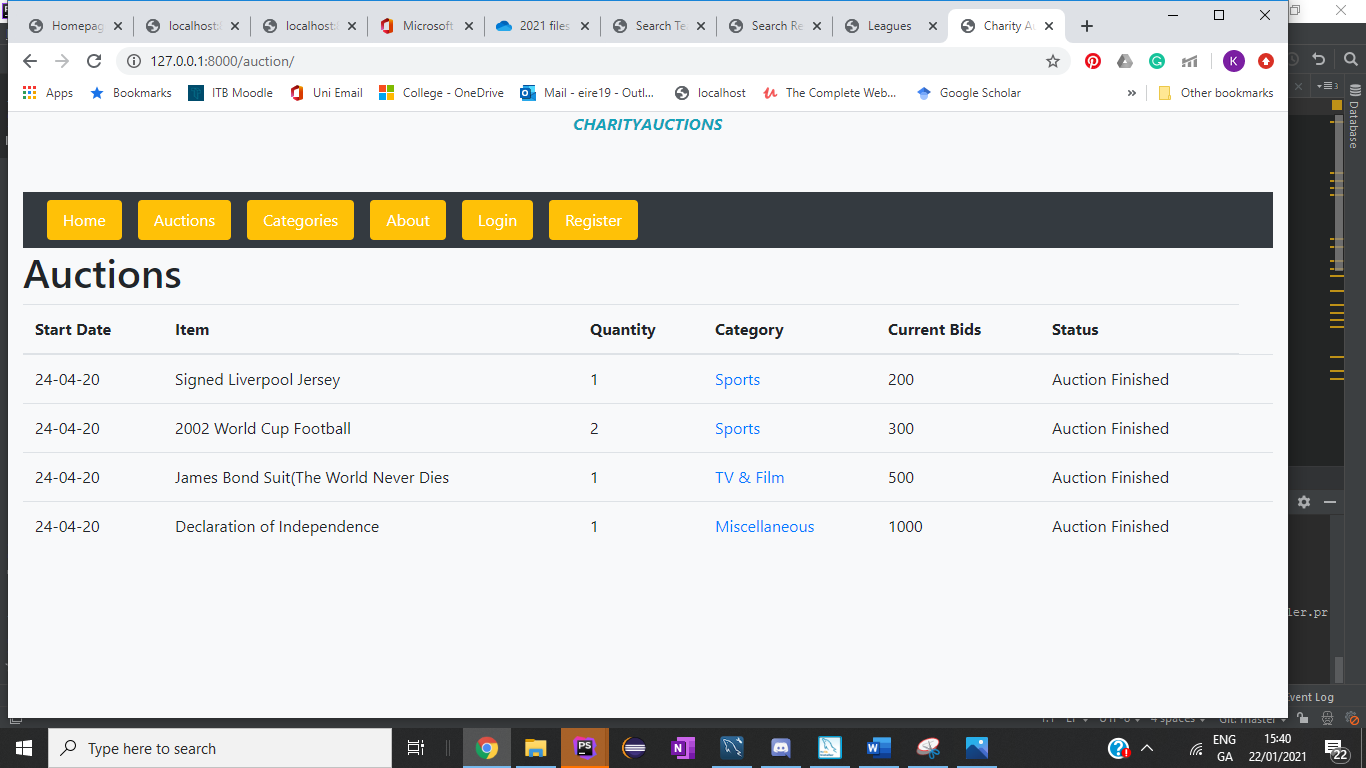 Homepag localhost/ localhost/ Microsoft 2021 files Search Te Search Re Leagues Charity A
127.0.0.1:8000/auction/
K
Apps Bookmarks ITB Moodle Uni Email College - OneDrive Mail - eire19 - Outl... localhost The Complete Web... Google Scholar » Other bookmarks
CHARITYAUCTIONS
Home Auctions Categories About Login Register
Auctions
Start Date Item Quantity Category Current Bids Status
24-04-20 Signed Liverpool Jersey 1 Sports 200 Auction Finished
24-04-20 2002 World Cup Football 2 Sports 300 Auction Finished
24-04-20 James Bond Suit(The World Never Dies 1 TV & Film 500 Auction Finished
24-04-20 Declaration of Independence 1 Miscellaneous 1000 Auction Finished
3
Database
ler.pr
vent Log
4 spaces Git: master
Type here to search
PS
ENG
GA
15:40
22/01/2021
22